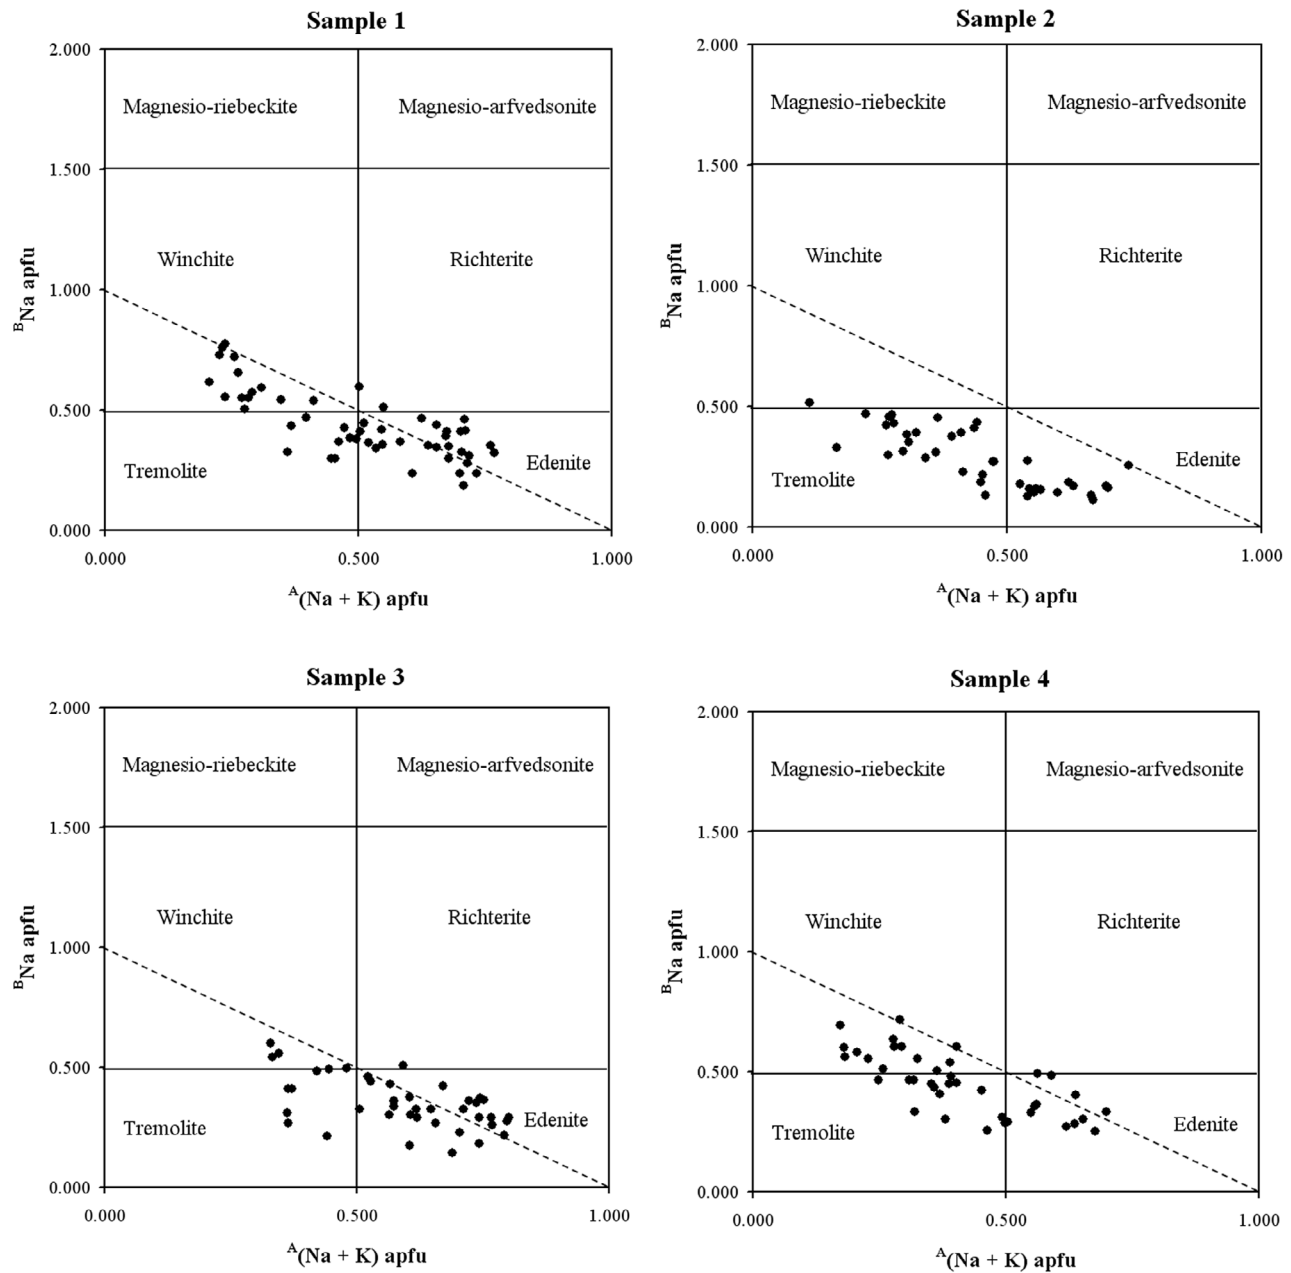 Sample 1
2.000
Magnesio-riebeckite
Magnesio-arfvedsonite
1.500
Winchite
Richterite
1.000
BNa apfu
0.500
Tremolite
Edenite
0.000
0.000
0.500
1.000
A(Na + K) apfu
Sample 2
2.000
Magnesio-riebeckite
Magnesio-arfvedsonite
1.500
Winchite
Richterite
1.000
BNa apfu
0.500
Tremolite
Edenite
0.000
0.000
0.500
1.000
A(Na + K) apfu
Sample 3
2.000
Magnesio-riebeckite
Magnesio-arfvedsonite
1.500
Winchite
Richterite
1.000
BNa apfu
0.500
Tremolite
Edenite
0.000
0.000
0.500
1.000
A(Na + K) apfu
Sample 4
2.000
Magnesio-riebeckite
Magnesio-arfvedsonite
1.500
Winchite
Richterite
1.000
BNa apfu
0.500
Tremolite
Edenite
0.000
0.000
0.500
1.000
A(Na + K) apfu